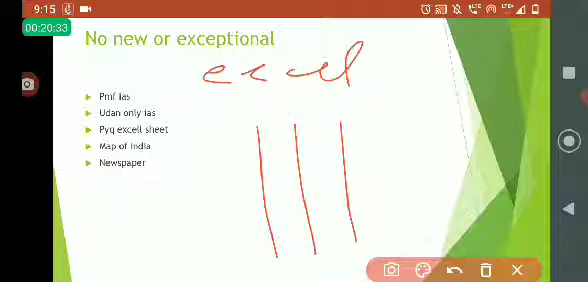 9:15
00:20:33
No new or exceptional
excel
Pmf ias
Udan only ias
Pyq excell sheet
Map of India
Newspaper